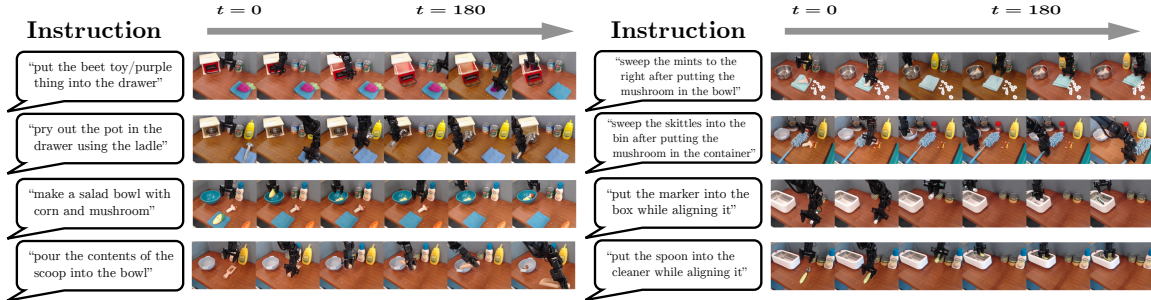 t = 0
t = 180
Instruction
"put the beet toy/purple
thing into the drawer"
"pry out the pot in the
drawer using the ladle"
"make a salad bowl with
corn and mushroom"
"pour the contents of the
scoop into the bowl"
t = 0
t = 180
Instruction
"sweep the mints to the
right after putting the
mushroom in the bowl"
"sweep the skittles into the
bin after putting the
mushroom in the container"
"put the marker into the
box while aligning it"
"put the spoon into the
cleaner while aligning it"